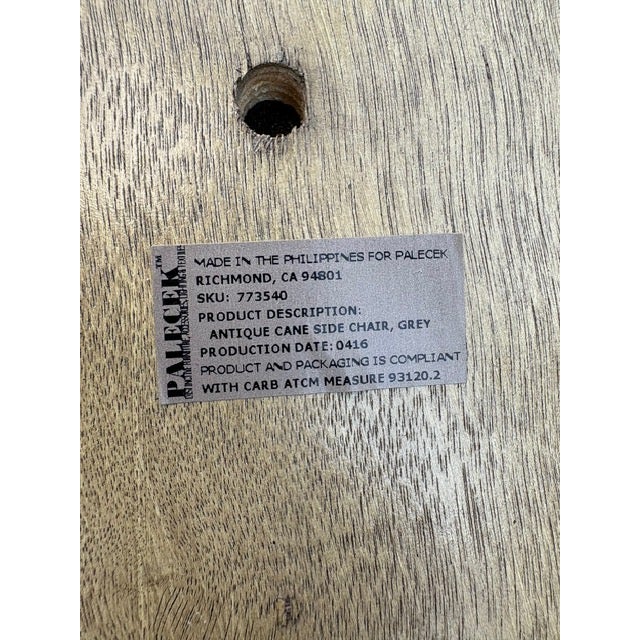 PALECEK™
MADE IN THE PHILIPPINES FOR PALECEK
RICHMOND, CA 94801
SKU: 773540
PRODUCT DESCRIPTION:
ANTIQUE CANE SIDE CHAIR, GREY
PRODUCTION DATE: 0416
PRODUCT AND PACKAGING IS COMPLIANT
WITH CARB ATCM MEASURE 93120.2